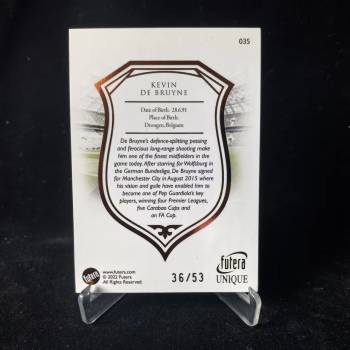 035
KEVIN
DE BRUYNE
Date of Birth: 28.6.91
Place of Birth:
Drongen, Belgium
De Bruyne's defence-splitting passing
and ferocious long-range shooting make
him one of the finest midfielders in the
game today. After starring for Wolfsburg in
the German Bundesliga, De Bruyne signed
for Manchester City in August 2015 where
his vision and guile have enabled him to
become one of Pep Guardiola's key
players, winning four Premier Leagues,
five Carabao Cups and
an FA Cup.
futera
www.futera.com
© 2022 Futera
All Rights Reserved.
36/53
futera
UNIQUE